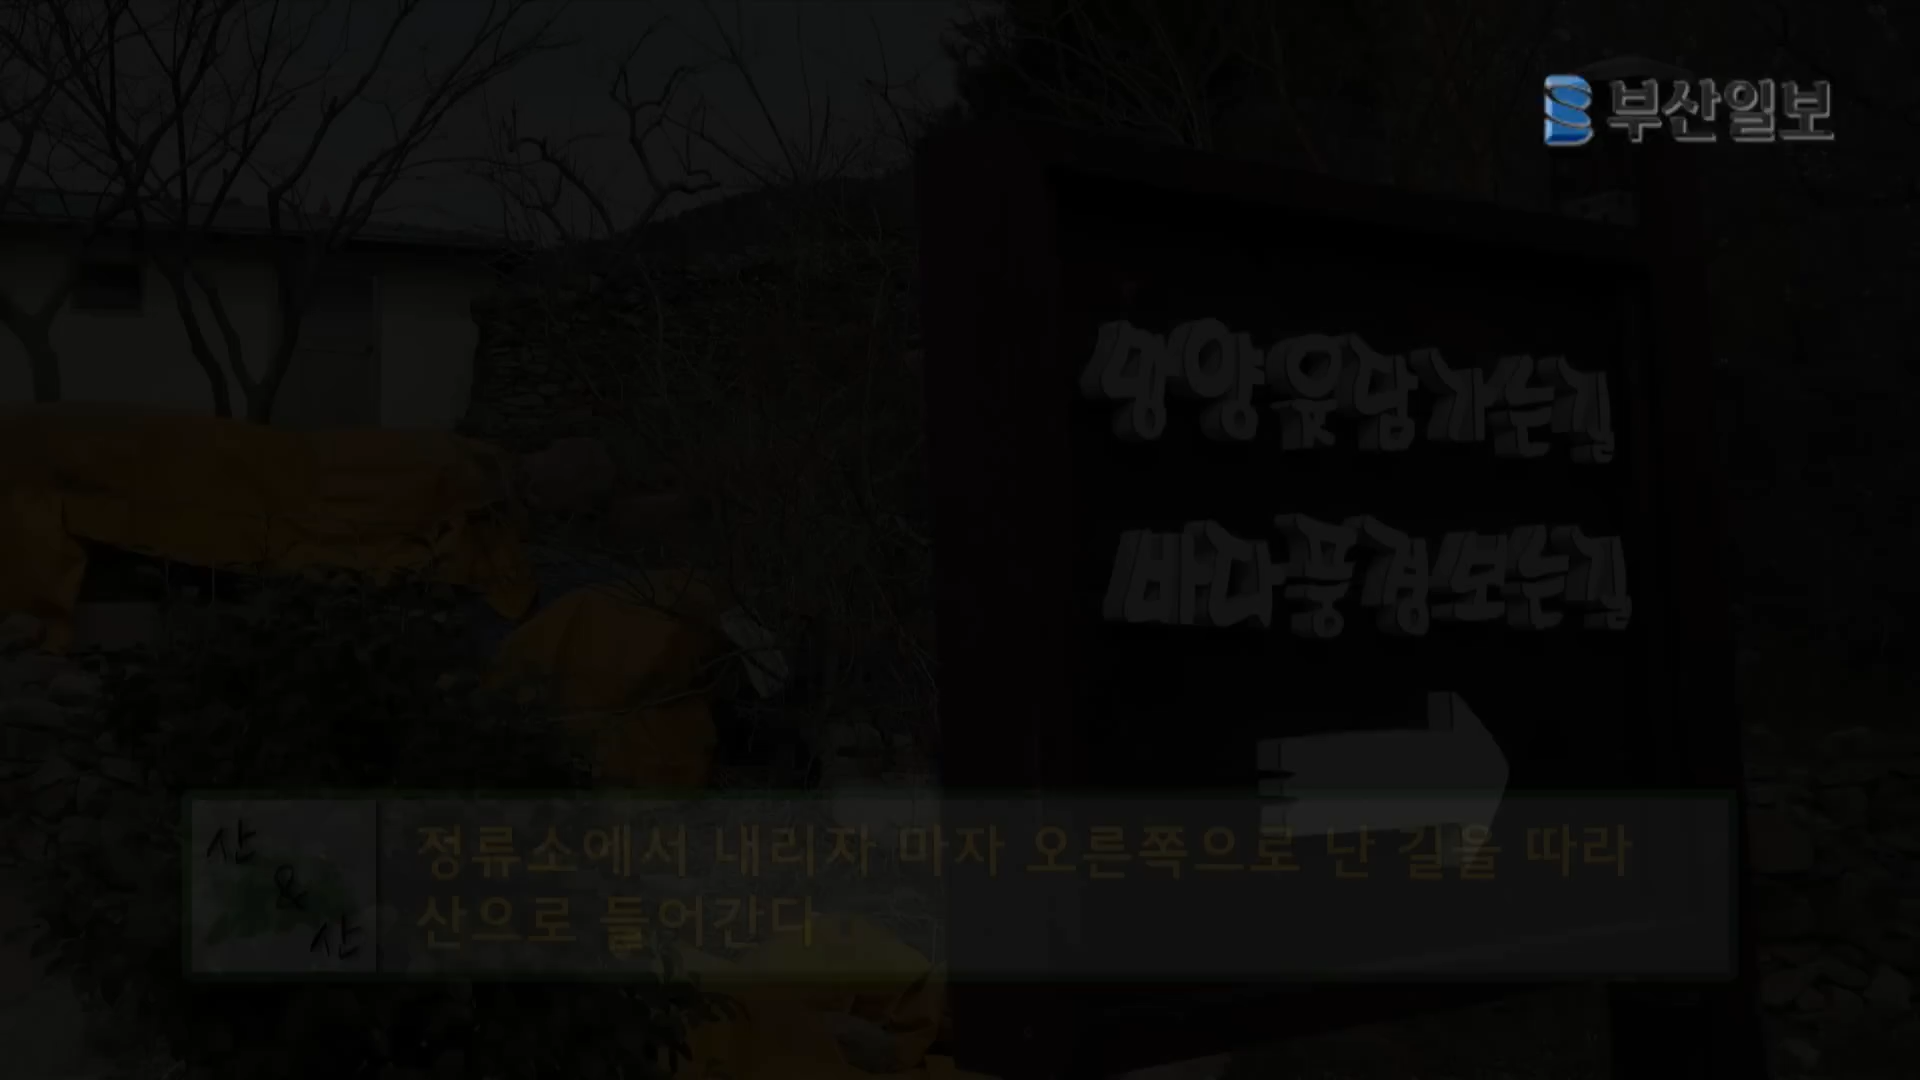 부산일보
망양유담가는길
바다풍경보는길
산
&
산
정류소에서 내리자 마자 오른쪽으로 난 길을 따라
산으로 들어간다